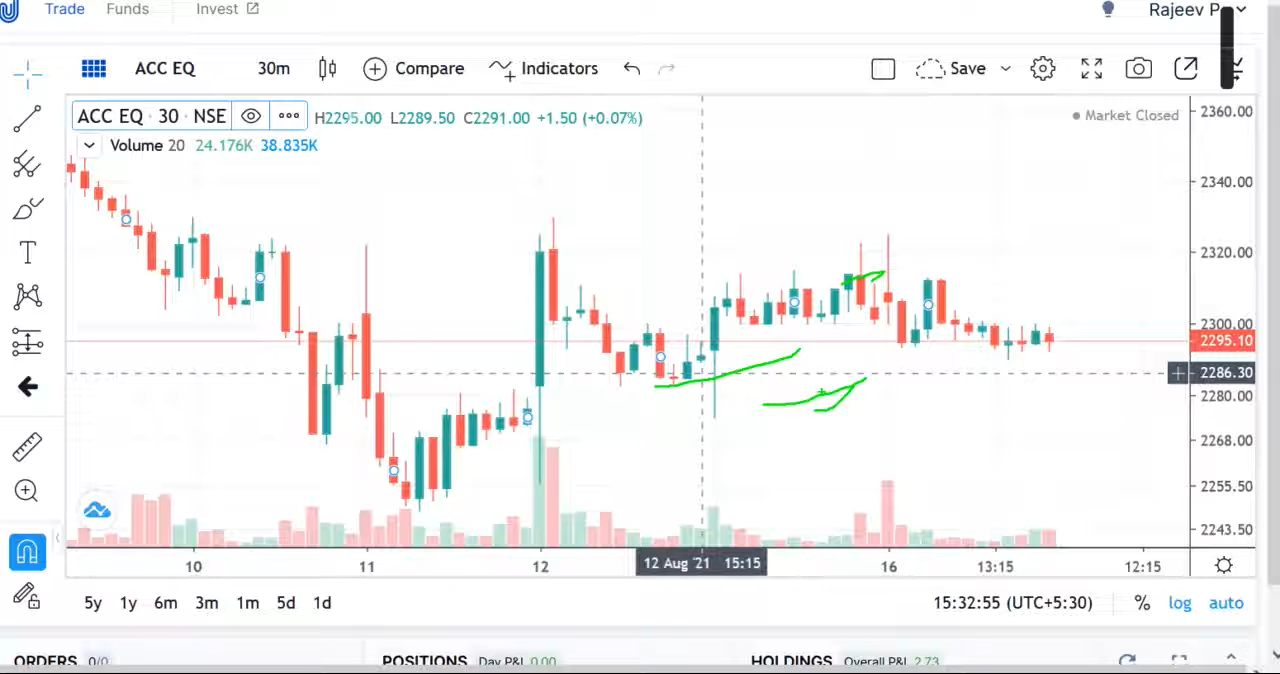 Trade Funds Invest Rajeev P
ACC EQ 30m Compare Indicators Save
ACC EQ · 30 · NSE H2295.00 L2289.50 C2291.00 +1.50 (+0.07%) Market Closed
Volume 20 24.176K 38.835K
2360.00
2340.00
2320.00
2300.00
2295.10
2286.30
2280.00
2268.00
2255.50
2243.50
10 11 12 12 Aug '21 15:15 16 13:15 12:15
5y 1y 6m 3m 1m 5d 1d 15:32:55 (UTC+5:30) % log auto
ORDERS 0/0 POSITIONS Day P&L 0.00 HOLDINGS Overall P&L 2.73